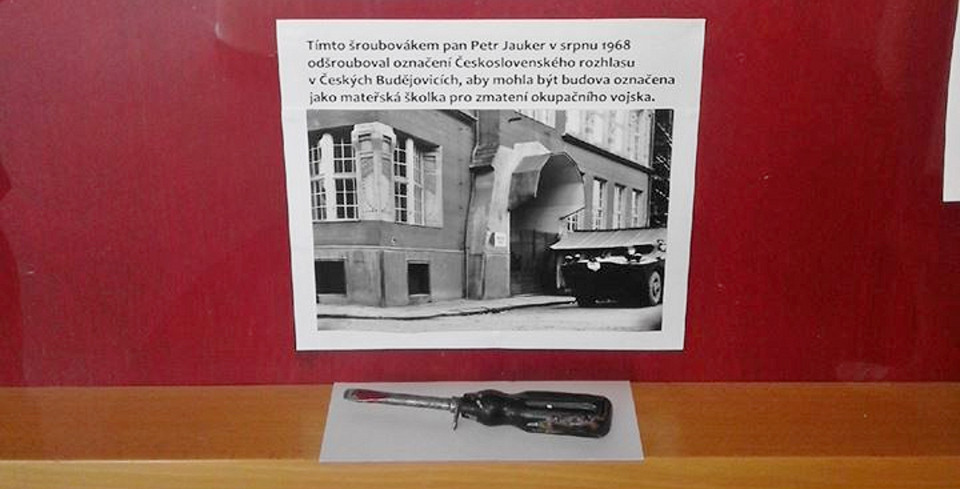 Tímto šroubovákem pan Petr Jauker v srpnu 1968
odšrouboval označení Československého rozhlasu
v Českých Budějovicích, aby mohla být budova označena
jako mateřská školka pro zmatení okupačního vojska.